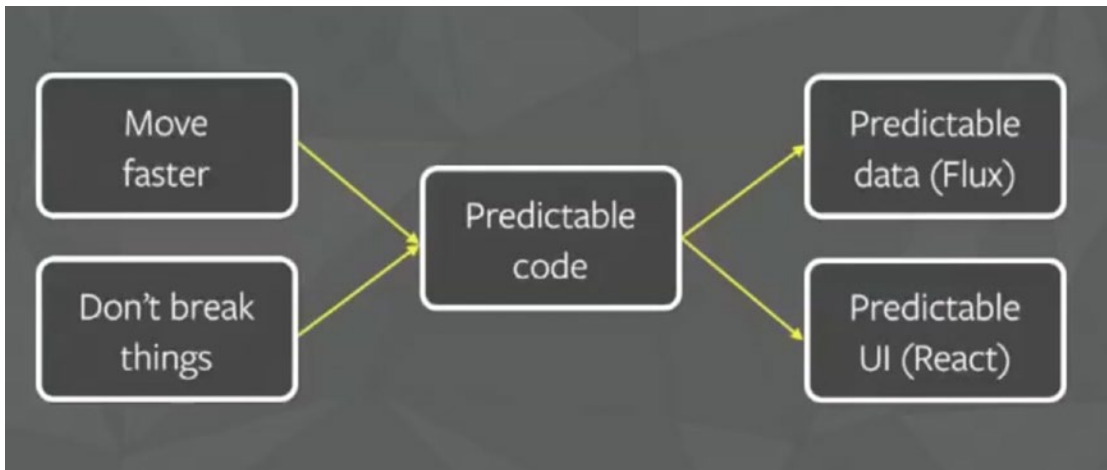 Move
faster
Don't break
things
Predictable
code
Predictable
data (Flux)
Predictable
UI (React)